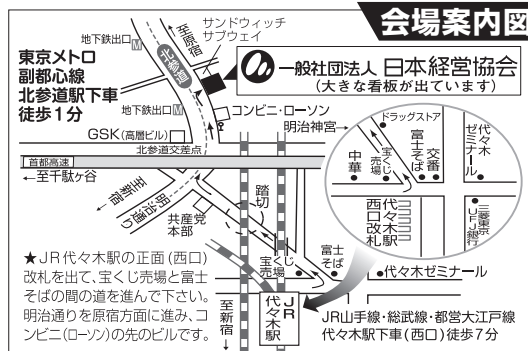 会場案内図
サンドウィッチ
サブウェイ
至原宿
地下鉄出口
北参道
東京メトロ
副都心線
北参道駅下車
徒歩1分
一般社団法人 日本経営協会
(大きな看板が出ています)
地下鉄出口
コンビニ・ローソン
明治神宮→
GSK(高層ビル)
北参道交差点
首都高速
←至千駄ヶ谷
至新宿
明治通り
共産党
本部
踏切
ドラッグストア
中華
宝くじ
売場
富士そば
交番
代々木
ゼミナール
代々木駅
西口改札
三菱東京
UFJ銀行
★JR代々木駅の正面(西口)
改札を出て、宝くじ売場と富士
そばの間の道を進んで下さい。
明治通りを原宿方面に進み、コ
ンビニ(ローソン)の先のビルです。
宝くじ
売場
富士
そば
代々木ゼミナール
至新宿
JR
代々木駅
JR山手線・総武線・都営大江戸線
代々木駅下車(西口)徒歩7分